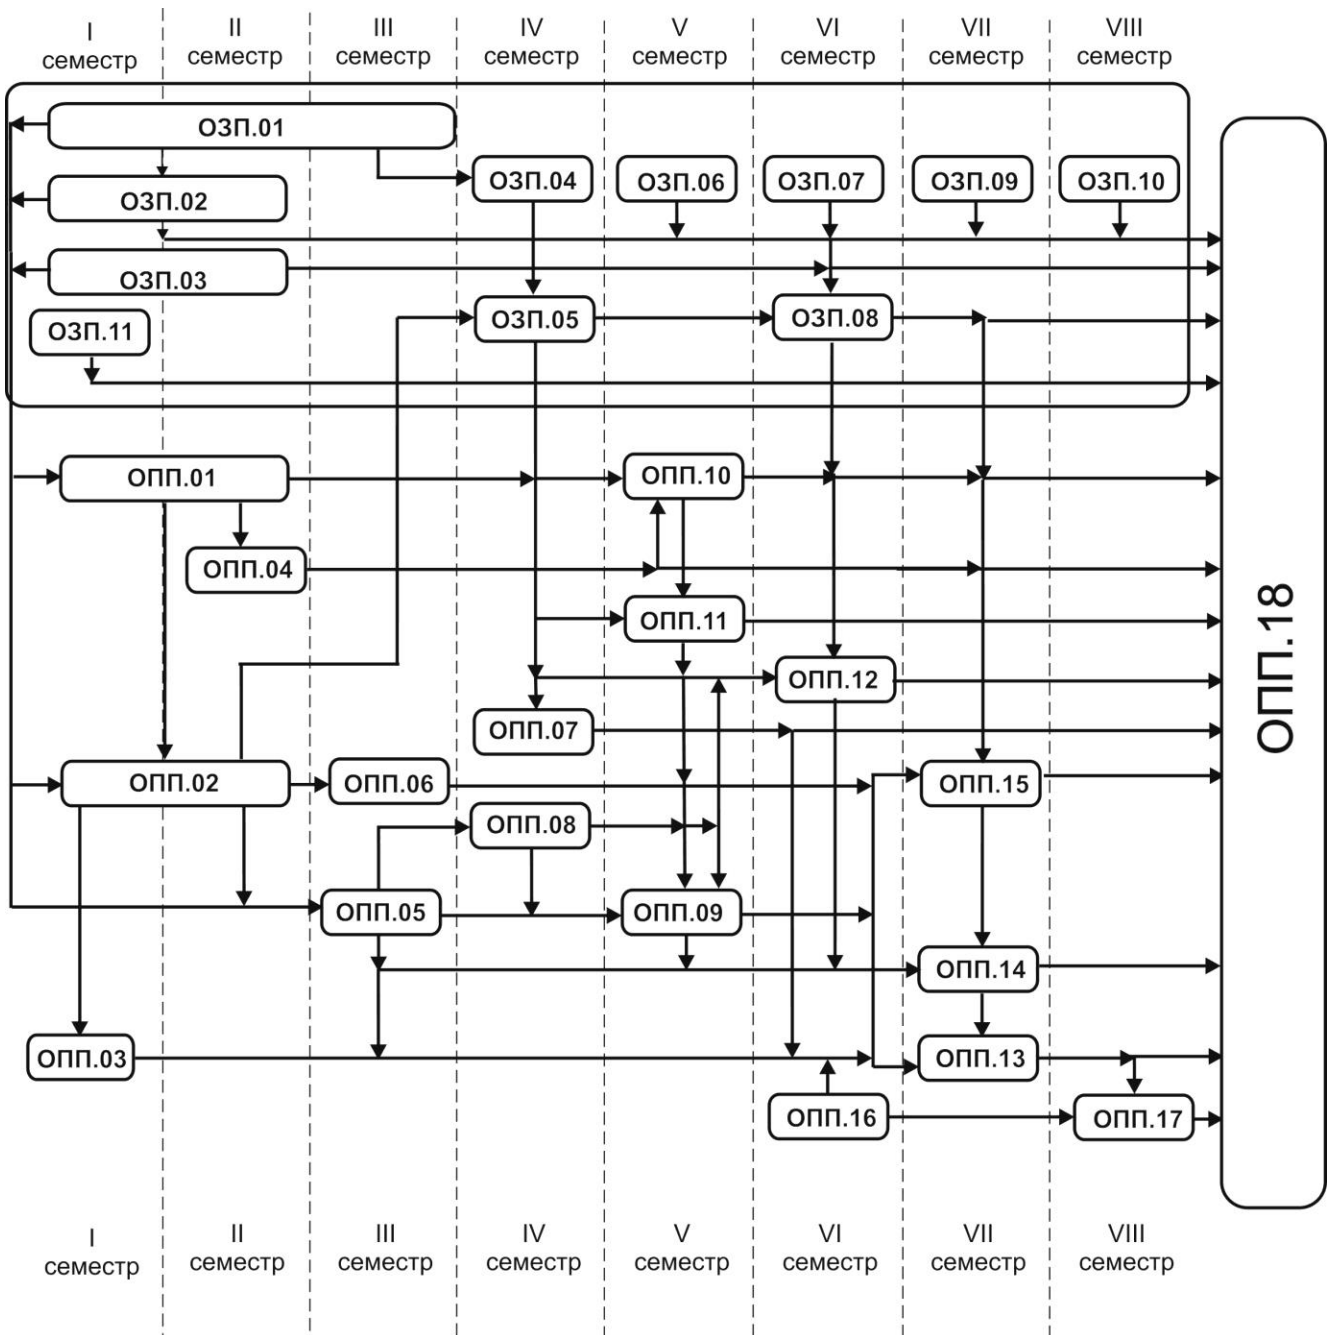 I
семестр
II
семестр
III
семестр
IV
семестр
V
семестр
VI
семестр
VII
семестр
VIII
семестр
ОЗП.01
ОЗП.02
ОЗП.04
ОЗП.06
ОЗП.07
ОЗП.09
ОЗП.10
ОЗП.03
ОЗП.11
ОЗП.05
ОЗП.08
ОПП.01
ОПП.10
ОПП.04
ОПП.11
ОПП.12
ОПП.18
ОПП.07
ОПП.02
ОПП.06
ОПП.15
ОПП.08
ОПП.05
ОПП.09
ОПП.14
ОПП.03
ОПП.13
ОПП.16
ОПП.17
I
семестр
II
семестр
III
семестр
IV
семестр
V
семестр
VI
семестр
VII
семестр
VIII
семестр